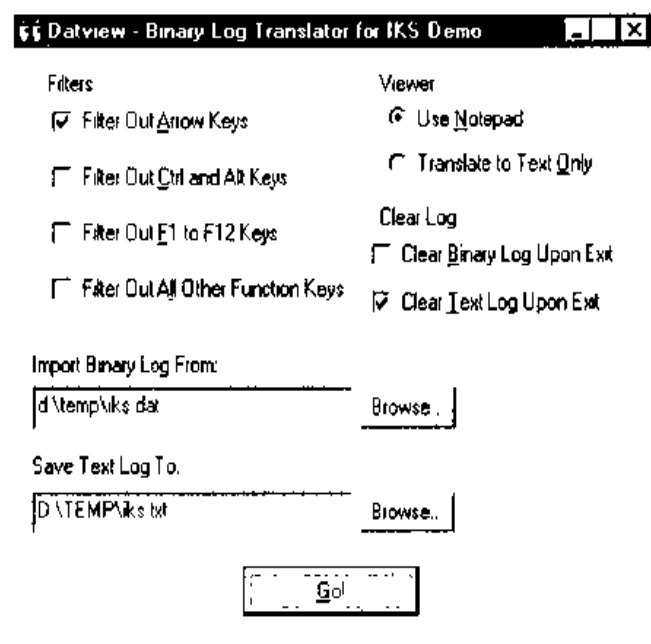 Datview - Binary Log Translator for IKS Demo
Filters
Filter Out Arrow Keys
Filter Out Ctrl and Alt Keys
Filter Out F1 to F12 Keys
Filter Out All Other Function Keys
Viewer
Use Notepad
Translate to Text Only
Clear Log
Clear Binary Log Upon Exit
Clear Text Log Upon Exit
Import Binary Log From:
d:\temp\iks.dat
Browse..
Save Text Log To:
D:\TEMP\iks.txt
Browse..
Go!